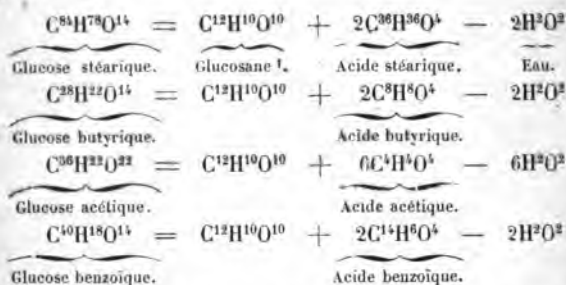 C⁸⁴H⁷⁸O¹⁴ = C¹²H¹⁰O¹⁰ + 2C³⁶H³⁶O⁴ — 2H²O²
Glucose stéarique. Glucosane ¹. Acide stéarique. Eau.
C²⁸H²²O¹⁴ = C¹²H¹⁰O¹⁰ + 2C⁸H⁸O⁴ — 2H²O²
Glucose butyrique. Acide butyrique.
C³⁶H²²O²² = C¹²H¹⁰O¹⁰ + 6C⁴H⁴O⁴ — 6H²O²
Glucose acétique. Acide acétique.
C⁴⁰H¹⁸O¹⁴ = C¹²H¹⁰O¹⁰ + 2C¹⁴H⁶O⁴ — 2H²O²
Glucose benzoïque. Acide benzoïque.